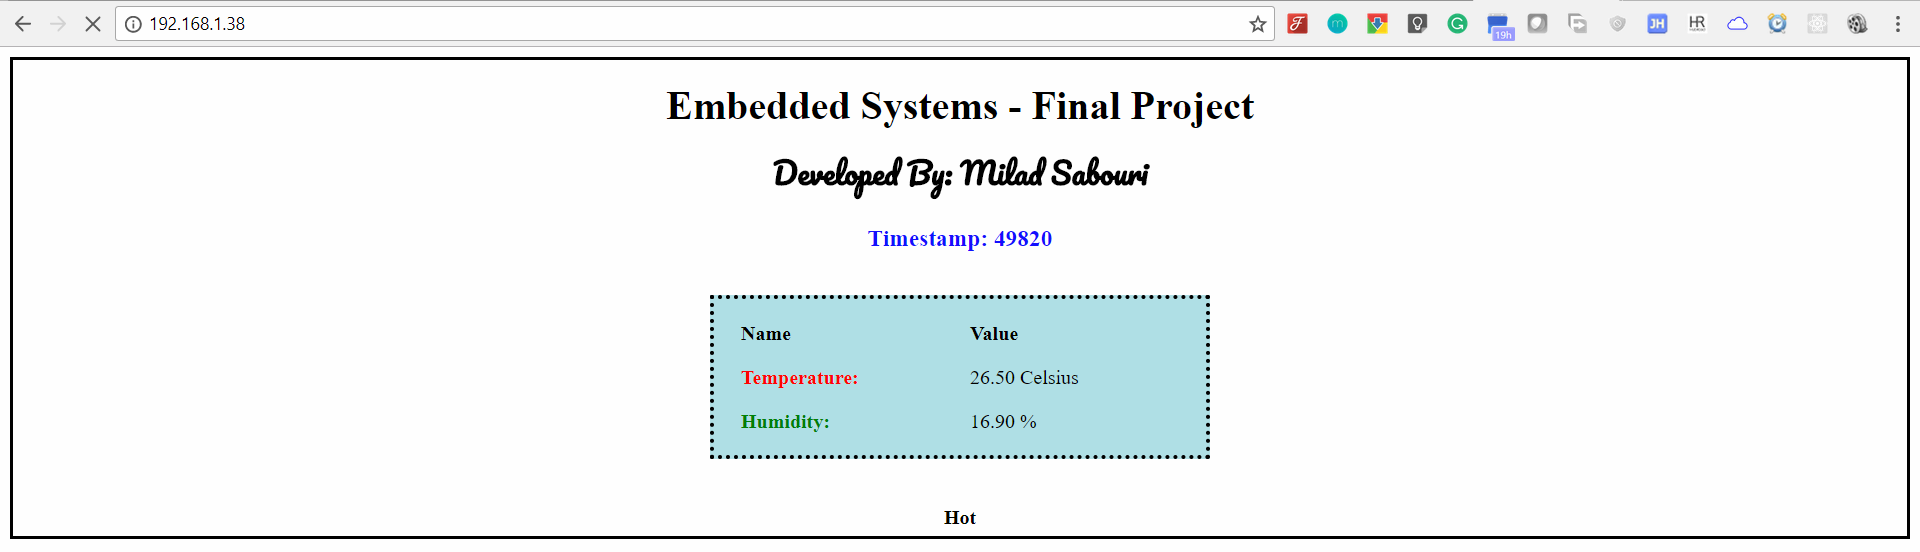 192.168.1.38
19h
JH
HR
Embedded Systems - Final Project
Developed By: Milad Sabouri
Timestamp: 49820
Name Value
Temperature: 26.50 Celsius
Humidity: 16.90 %
Hot